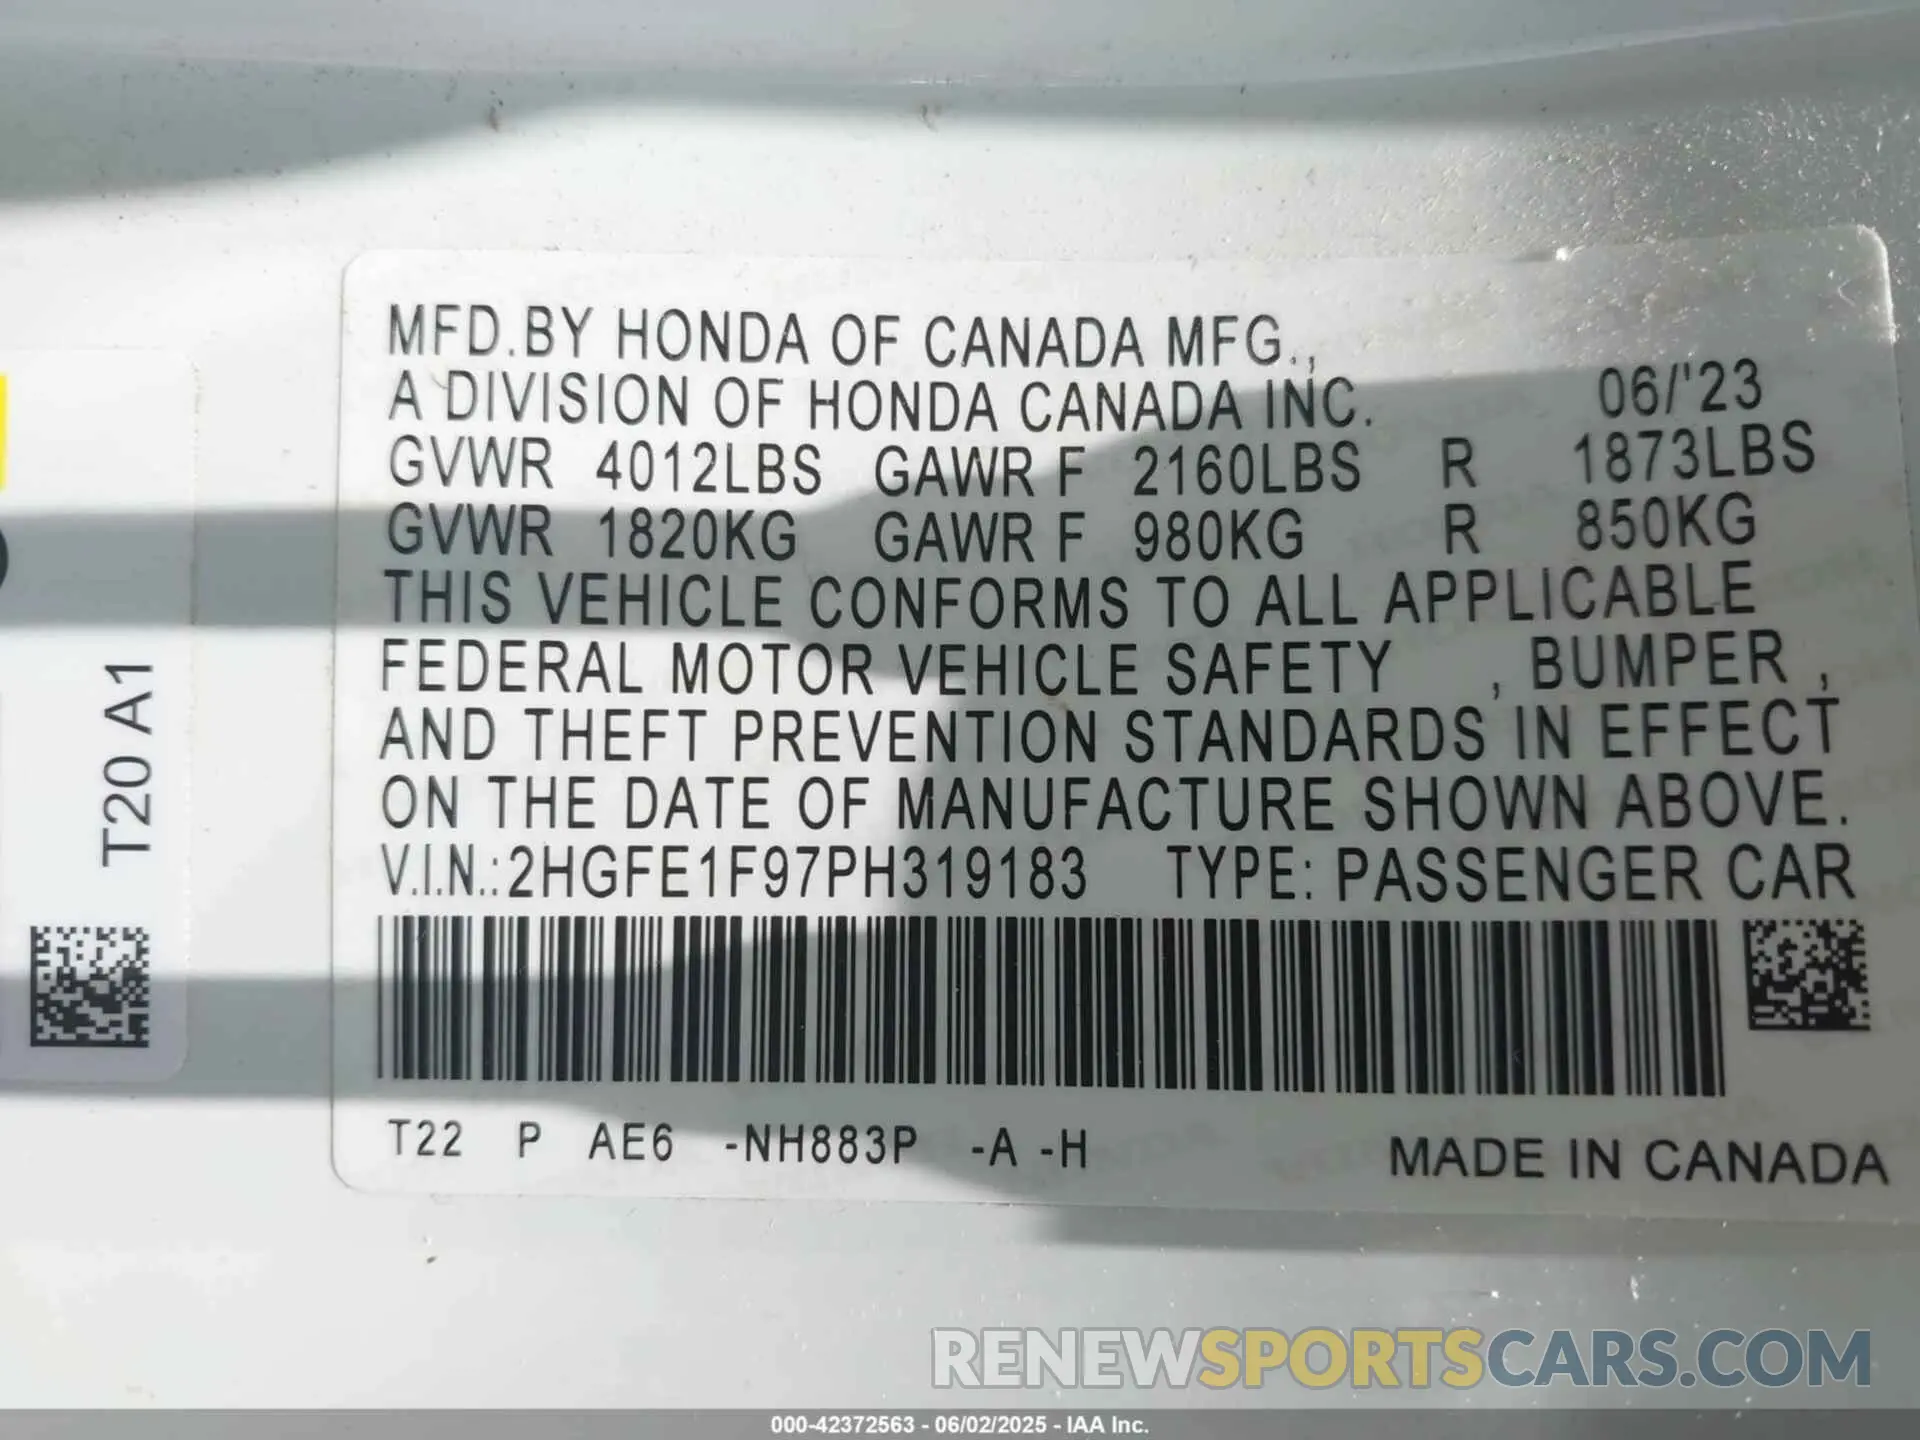 MFD.BY HONDA OF CANADA MFG.,
A DIVISION OF HONDA CANADA INC. 06/'23
GVWR 4012LBS GAWR F 2160LBS R 1873LBS
GVWR 1820KG GAWR F 980KG R 850KG
THIS VEHICLE CONFORMS TO ALL APPLICABLE
FEDERAL MOTOR VEHICLE SAFETY , BUMPER ,
AND THEFT PREVENTION STANDARDS IN EFFECT
ON THE DATE OF MANUFACTURE SHOWN ABOVE.
V.I.N.:2HGFE1F97PH319183 TYPE: PASSENGER CAR
T22 P AE6 -NH883P -A -H MADE IN CANADA
T20 A1
RENEWSPORTSCARS.COM
000-42372563 - 06/02/2025 - IAA Inc.